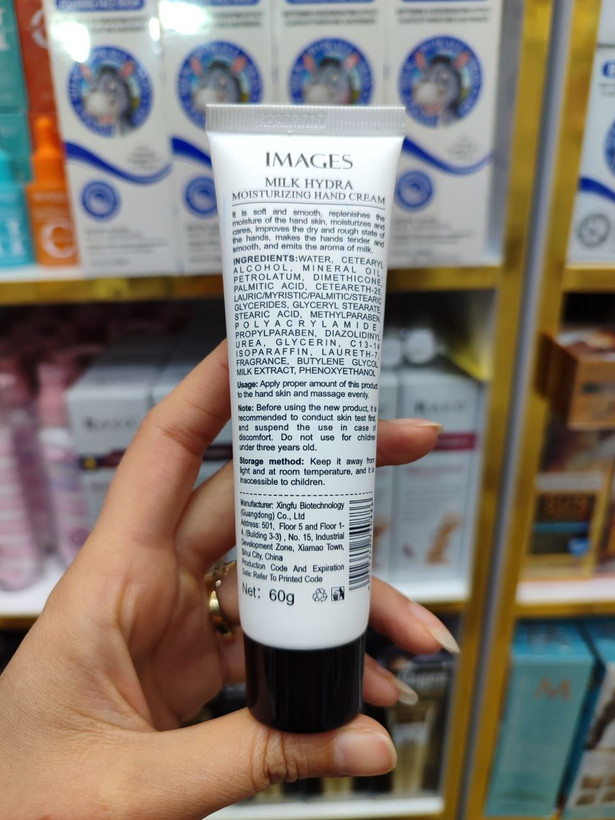 IMAGES
MILK HYDRA
MOISTURIZING HAND CREAM
It is soft and smooth, replenishes the
moisture of the hand skin, moisturizes and
cares, improves the dry and rough state of
the hands, makes the hands tender and
smooth, and emits the aroma of milk.
INGREDIENTS:WATER, CETEARYL
ALCOHOL, MINERAL OIL,
PETROLATUM, DIMETHICONE,
PALMITIC ACID, CETEARETH-25,
LAURIC/MYRISTIC/PALMITIC/STEARIC
GLYCERIDES, GLYCERYL STEARATE,
STEARIC ACID, METHYLPARABEN,
POLYACRYLAMIDE,
PROPYLPARABEN, DIAZOLIDINYL
UREA, GLYCERIN, C13-14
ISOPARAFFIN, LAURETH-7,
FRAGRANCE, BUTYLENE GLYCOL,
MILK EXTRACT, PHENOXYETHANOL
Usage: Apply proper amount of this product
to the hand skin and massage evenly.
Note: Before using the new product, it is
recommended to conduct skin test first
and suspend the use in case of
discomfort. Do not use for children
under three years old.
Storage method: Keep it away from
light and at room temperature, and it is
inaccessible to children.
Manufacturer: Xingfu Biotechnology
(Guangdong) Co., Ltd
Address: 501, Floor 5 and Floor 1-
4, (Building 3-3) , No. 15, Industrial
Development Zone, Xiamao Town,
Sihui City, China
Production Code And Expiration
Date: Refer To Printed Code
Net: 60g